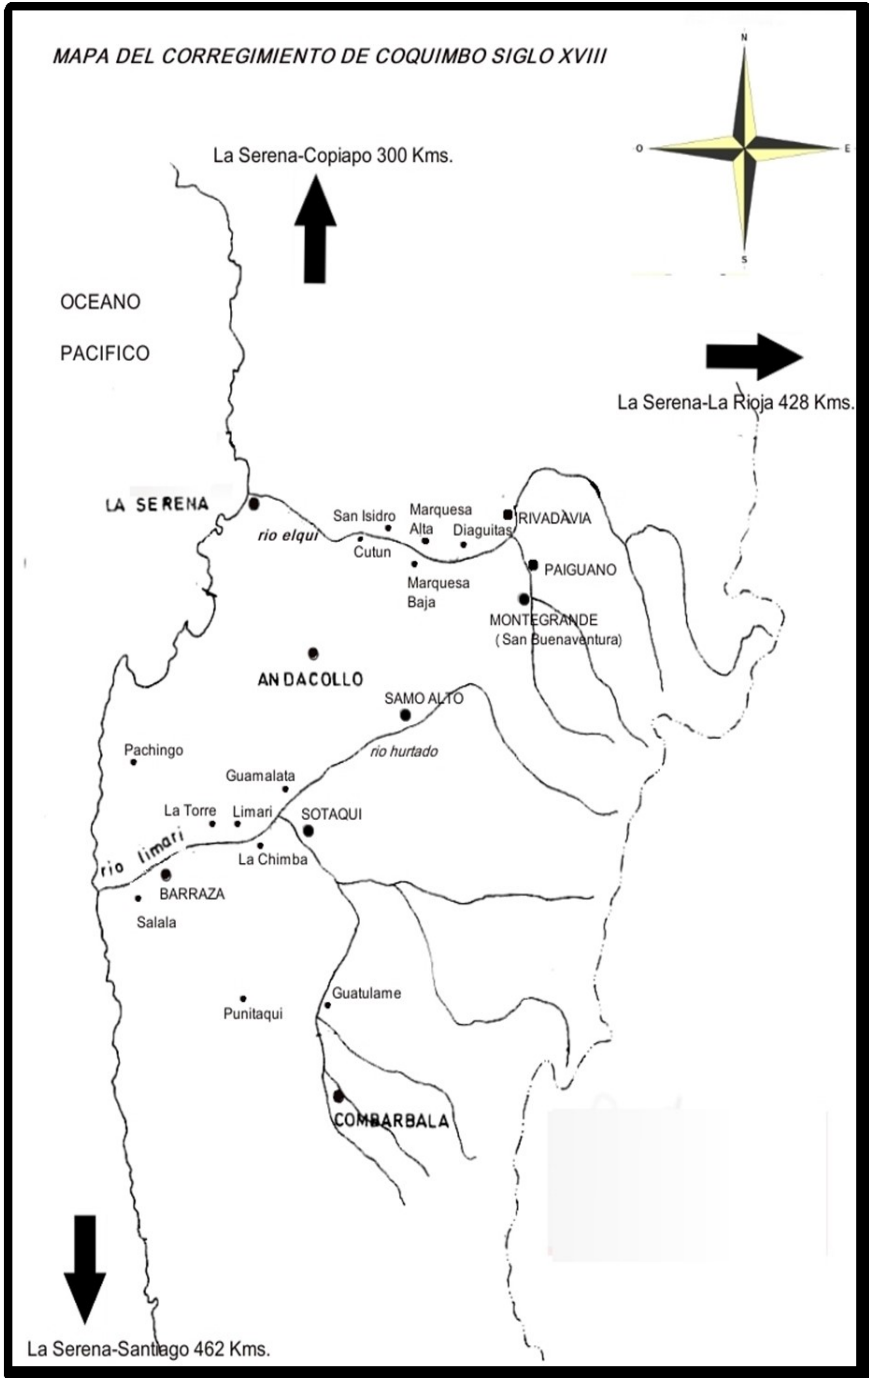 MAPA DEL CORREGIMIENTO DE COQUIMBO SIGLO XVIII
N
O
E
S
La Serena-Copiapo 300 Kms.
OCEANO
PACIFICO
La Serena-La Rioja 428 Kms.
LA SERENA
rio elqui
San Isidro
Cutun
Marquesa
Alta
Diaguitas
RIVADAVIA
Marquesa
Baja
PAIGUANO
MONTEGRANDE
( San Buenaventura)
ANDACOLLO
SAMO ALTO
rio hurtado
Pachingo
Guamalata
La Torre
Limari
SOTAQUI
rio limari
La Chimba
BARRAZA
Salala
Punitaqui
Guatulame
COMBARBALA
La Serena-Santiago 462 Kms.